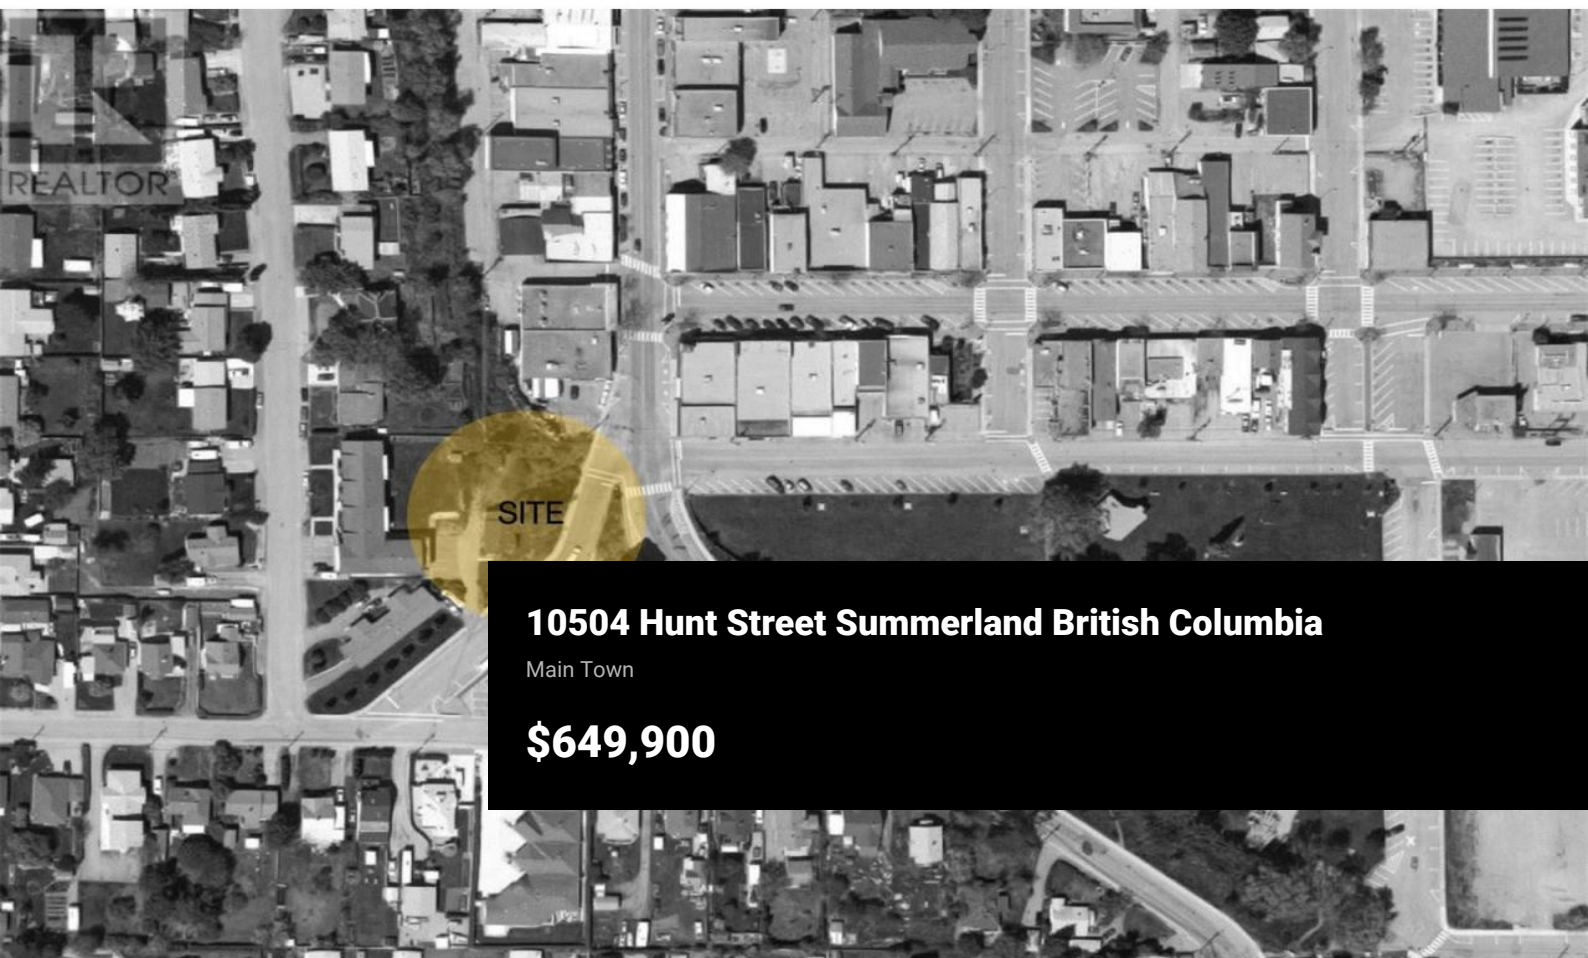 REALTOR
SITE
10504 Hunt Street Summerland British Columbia
Main Town
$649,900